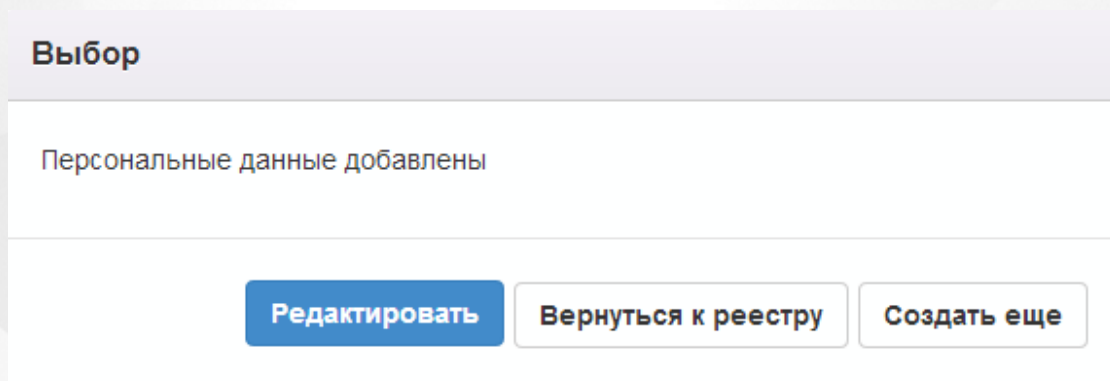 Выбор
Персональные данные добавлены
Редактировать Вернуться к реестру Создать еще